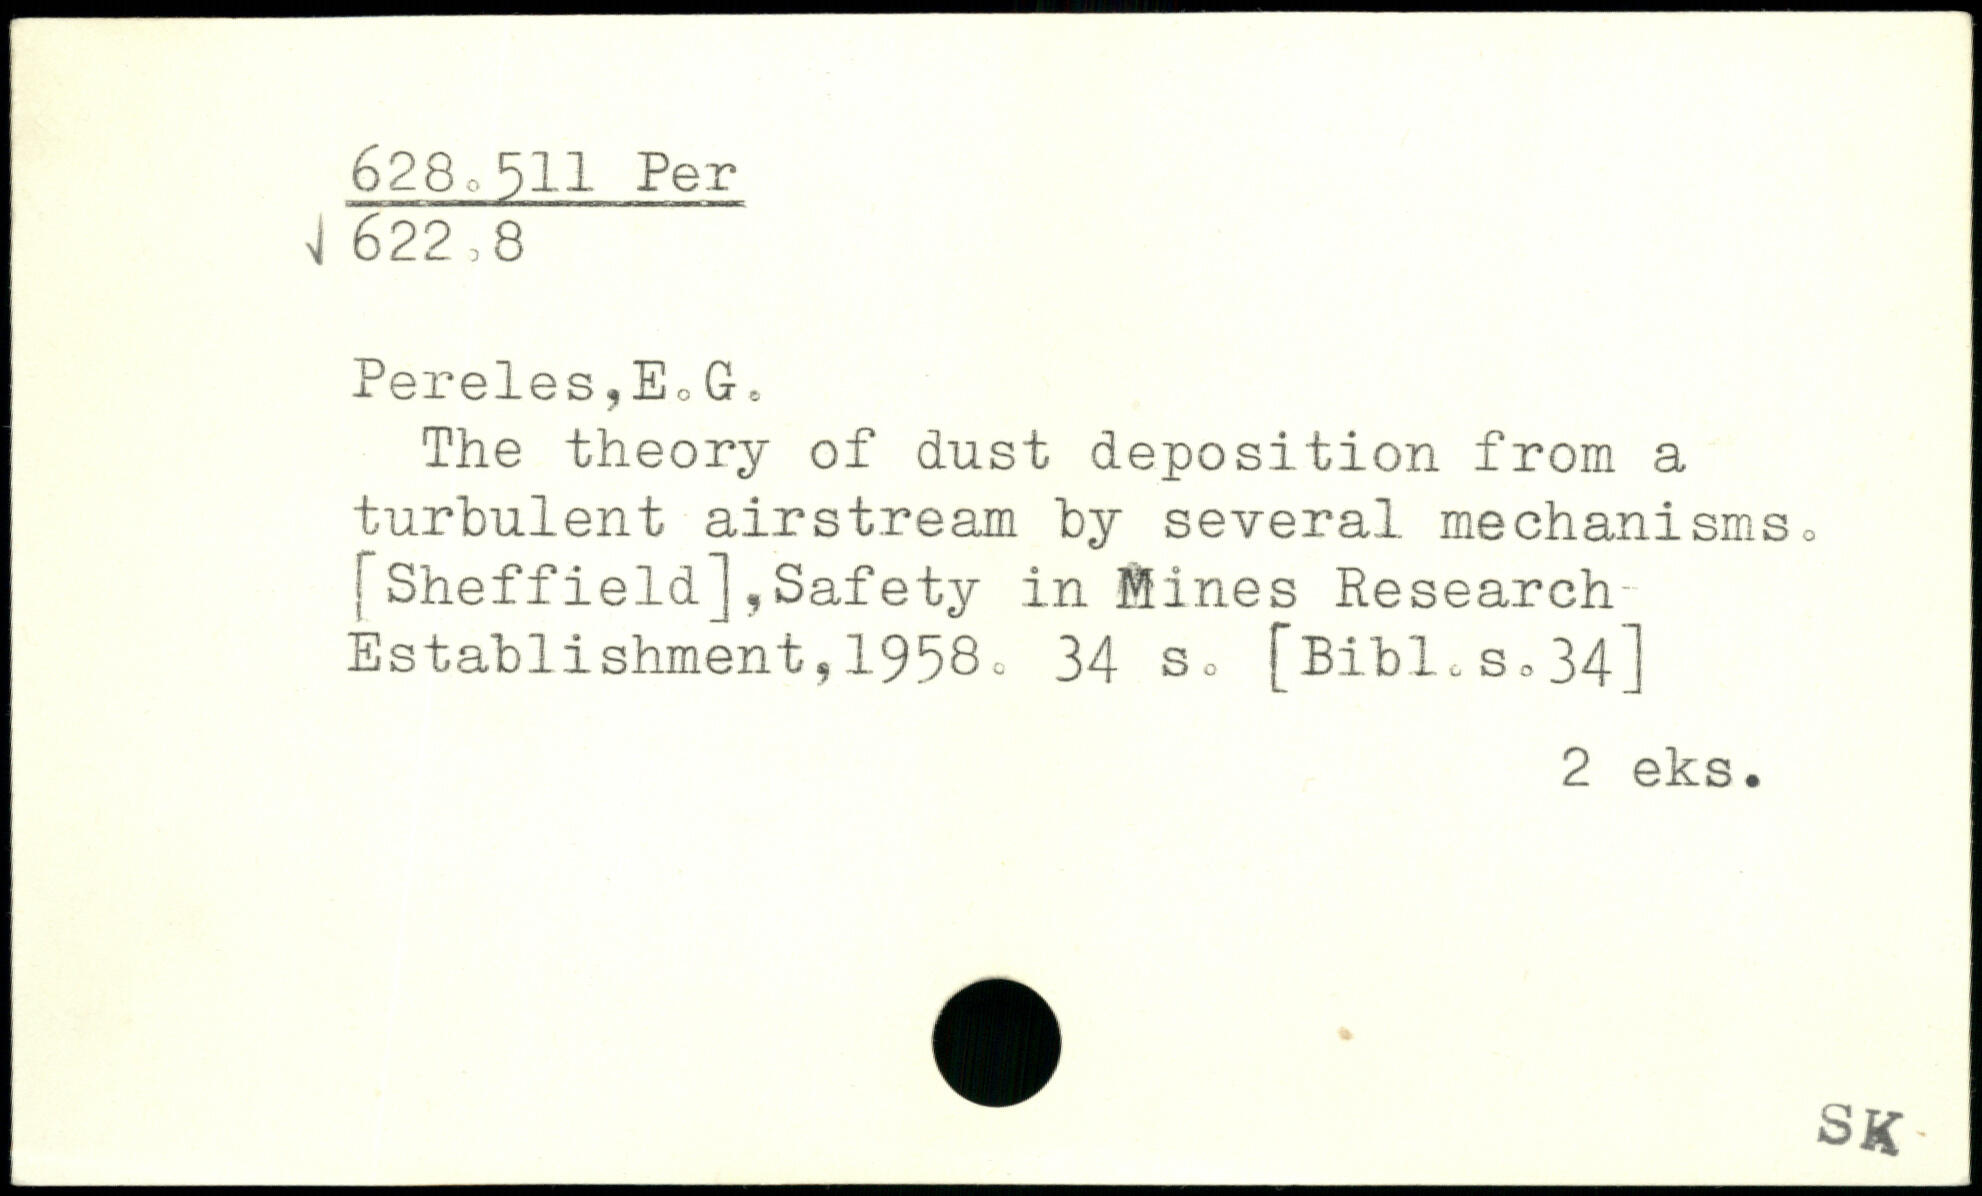 628.511 Per
√ 622.8
Pereles,E.G.
The theory of dust deposition from a
turbulent airstream by several mechanisms.
[Sheffield],Safety in Mines Research
Establishment,1958. 34 s. [Bibl.s.34]
2 eks.
SK